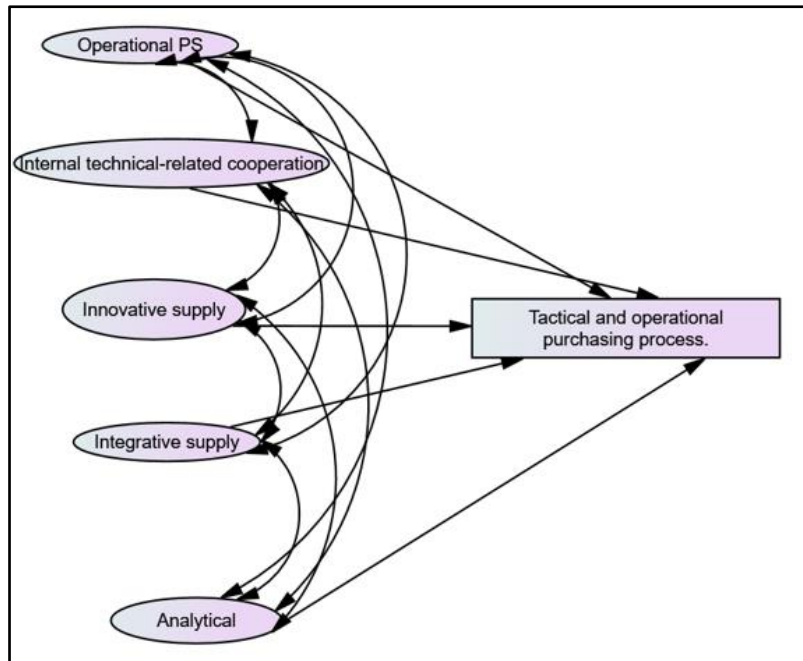 Operational PS
Internal technical-related cooperation
Innovative supply
Tactical and operational
purchasing process.
Integrative supply
Analytical